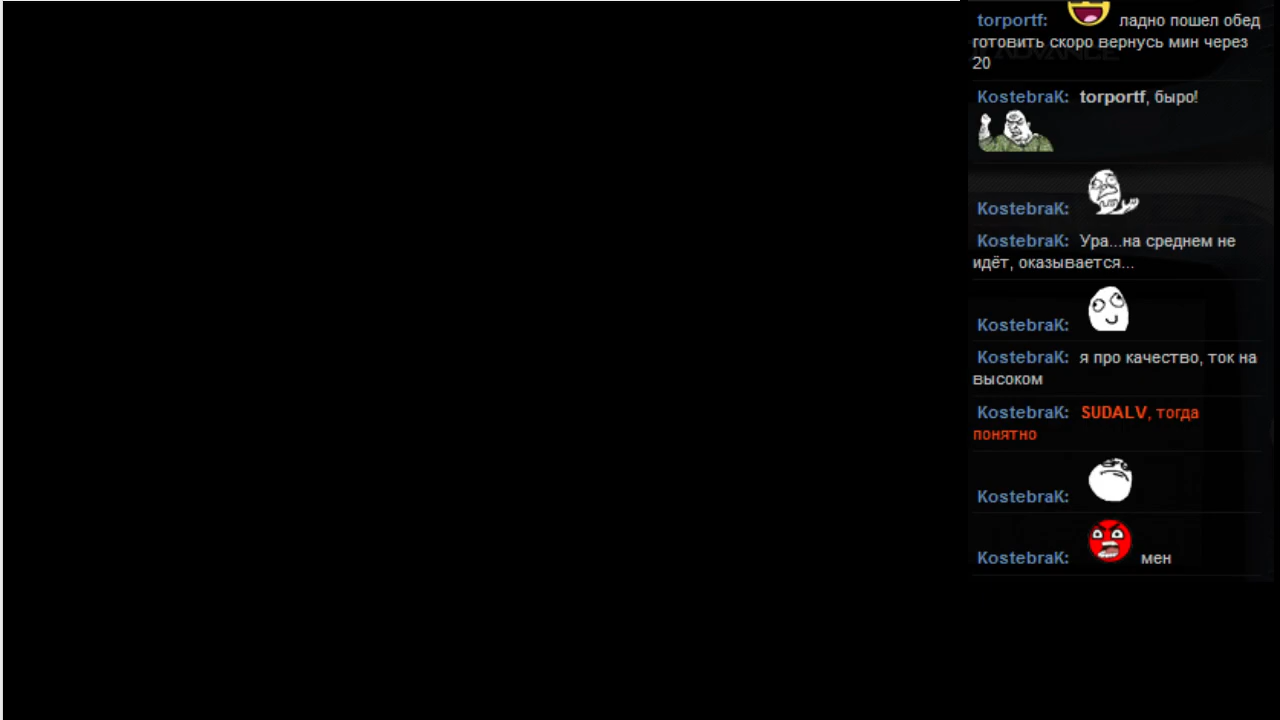 torportf: ладно пошел обед
готовить скоро вернусь мин через
20
ADVANCE
KostebraK: torportf, быро!
KostebraK:
KostebraK: Ура...на среднем не
идёт, оказывается...
KostebraK:
KostebraK: я про качество, ток на
высоком
KostebraK: SUDALV, тогда
понятно
KostebraK:
KostebraK: мен